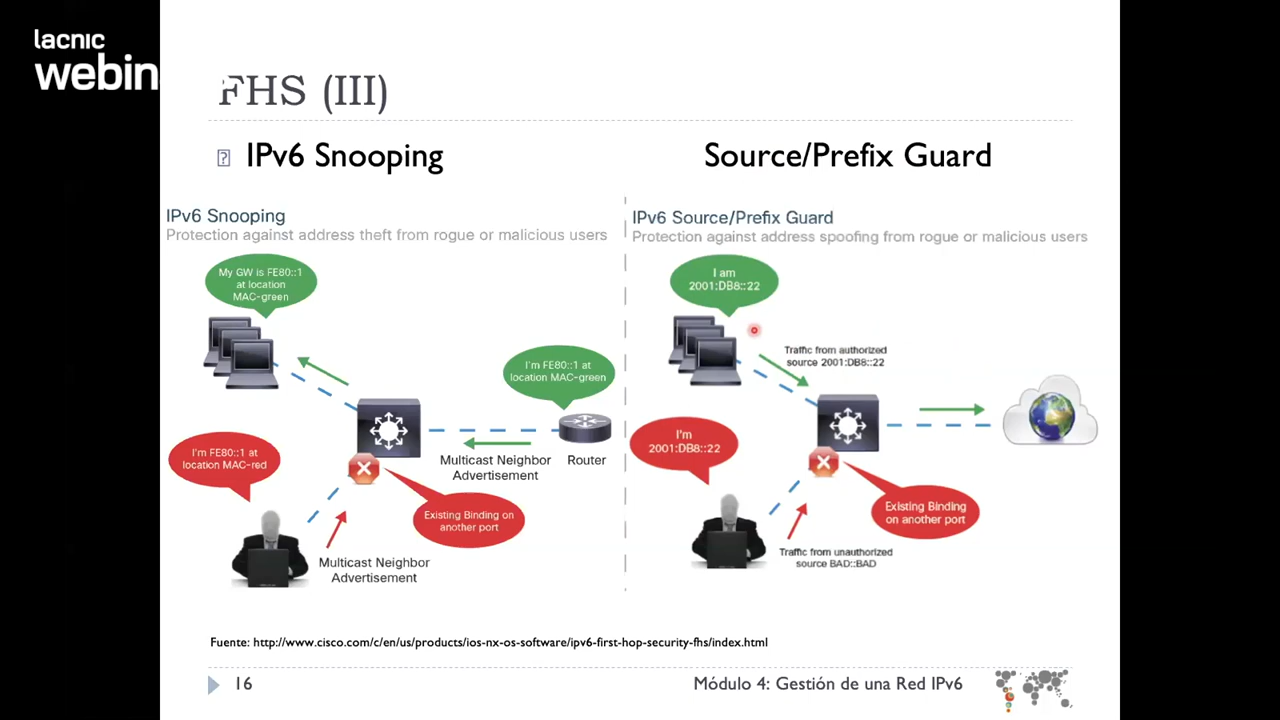 lacnic
webin
FHS (III)
IPv6 Snooping
Source/Prefix Guard
IPv6 Snooping
Protection against address theft from rogue or malicious users
My GW is FE80::1
at location
MAC-green
I'm FE80::1 at
location MAC-green
I'm FE80::1 at
location MAC-red
Multicast Neighbor
Advertisement
Router
Existing Binding on
another port
Multicast Neighbor
Advertisement
IPv6 Source/Prefix Guard
Protection against address spoofing from rogue or malicious users
I am
2001:DB8::22
Traffic from authorized
source 2001:DB8::22
I'm
2001:DB8::22
Existing Binding
on another port
Traffic from unauthorized
source BAD::BAD
Fuente: http://www.cisco.com/c/en/us/products/ios-nx-os-software/ipv6-first-hop-security-fhs/index.html
16
Módulo 4: Gestión de una Red IPv6